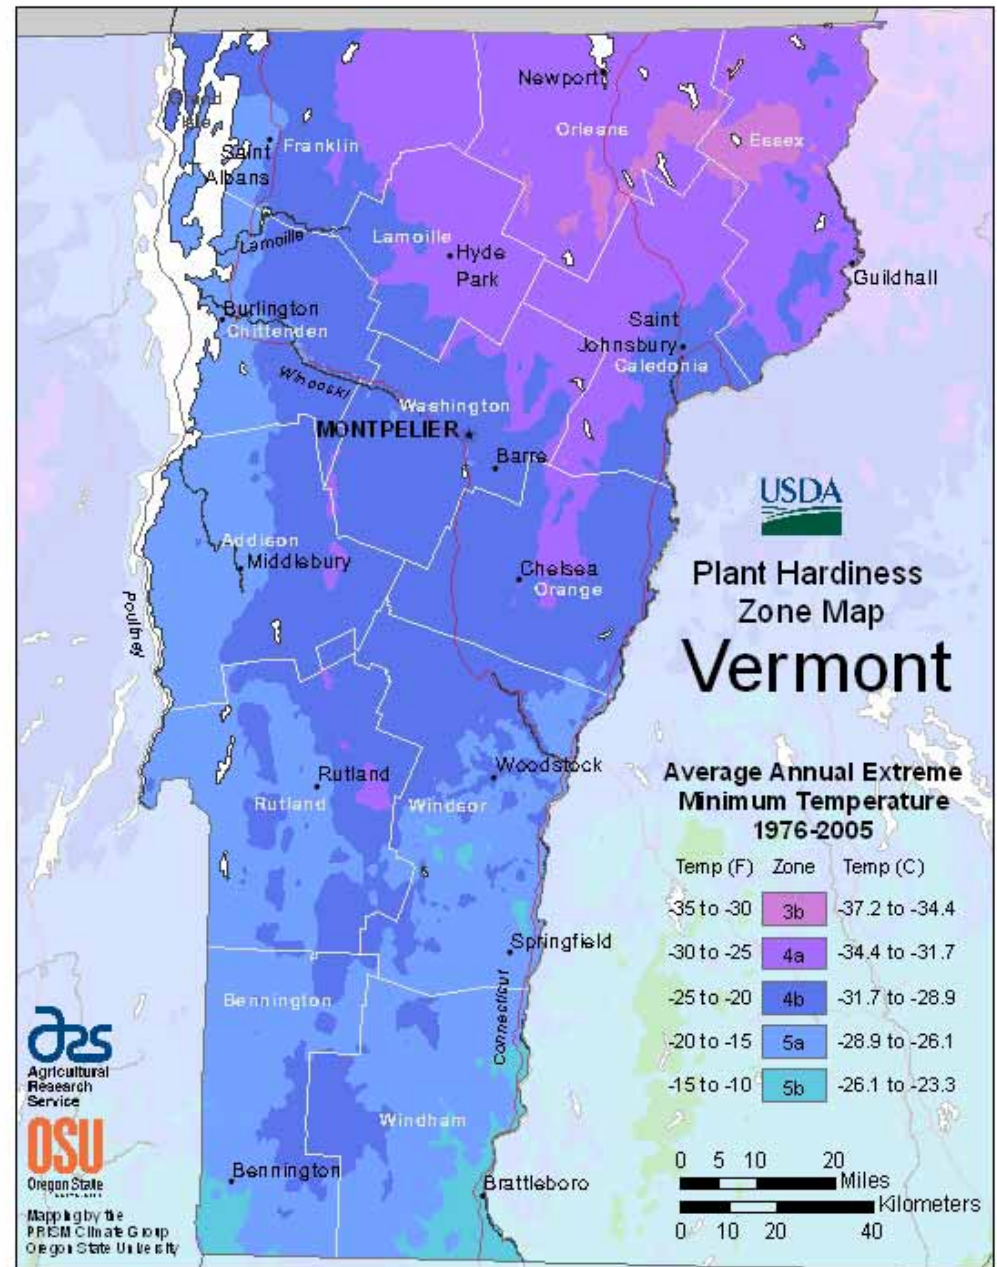 Newport
Orleans
Essex
Grand
Isle
Saint
Albans
Franklin
Lamoille
Lamoille
Hyde
Park
Guildhall
Burlington
Chittenden
Saint
Johnsbury
Caledonia
Winooski
Washington
MONTPELIER
Barre
Addison
Middlebury
Chelsea
Orange
Poultney
Rutland
Rutland
Woodstock
Windsor
Springfield
Connecticut
Bennington
Windham
Bennington
Brattleboro
USDA
Plant Hardiness
Zone Map
Vermont
Average Annual Extreme
Minimum Temperature
1976-2005
Temp (F) Zone Temp (C)
-35 to -30 3b -37.2 to -34.4
-30 to -25 4a -34.4 to -31.7
-25 to -20 4b -31.7 to -28.9
-20 to -15 5a -28.9 to -26.1
-15 to -10 5b -26.1 to -23.3
0 5 10 20
Miles
Kilometers
0 10 20 40
ars
Agricultural
Research
Service
OSU
Oregon State
Mapping by the
PRISM Climate Group
Oregon State University